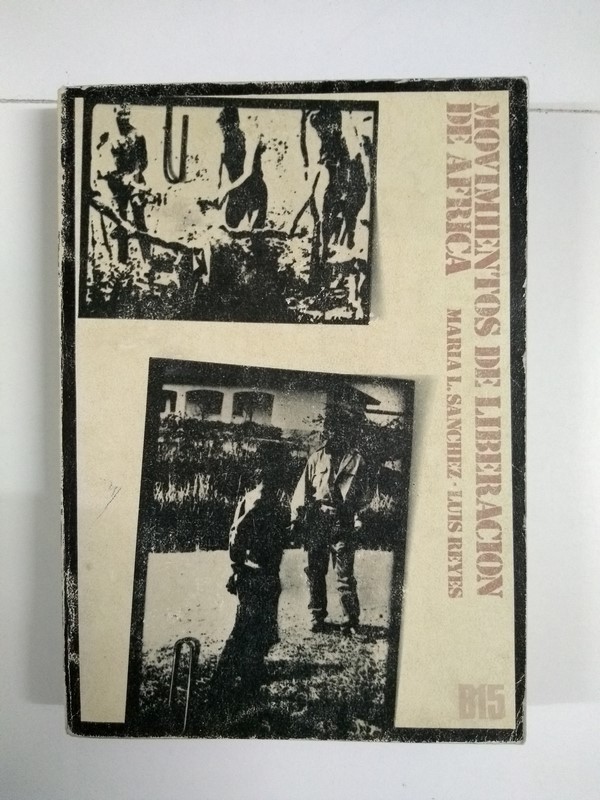 MOVIMIENTOS DE LIBERACION
DE AFRICA MARIA L. SANCHEZ - LUIS REYES
B15